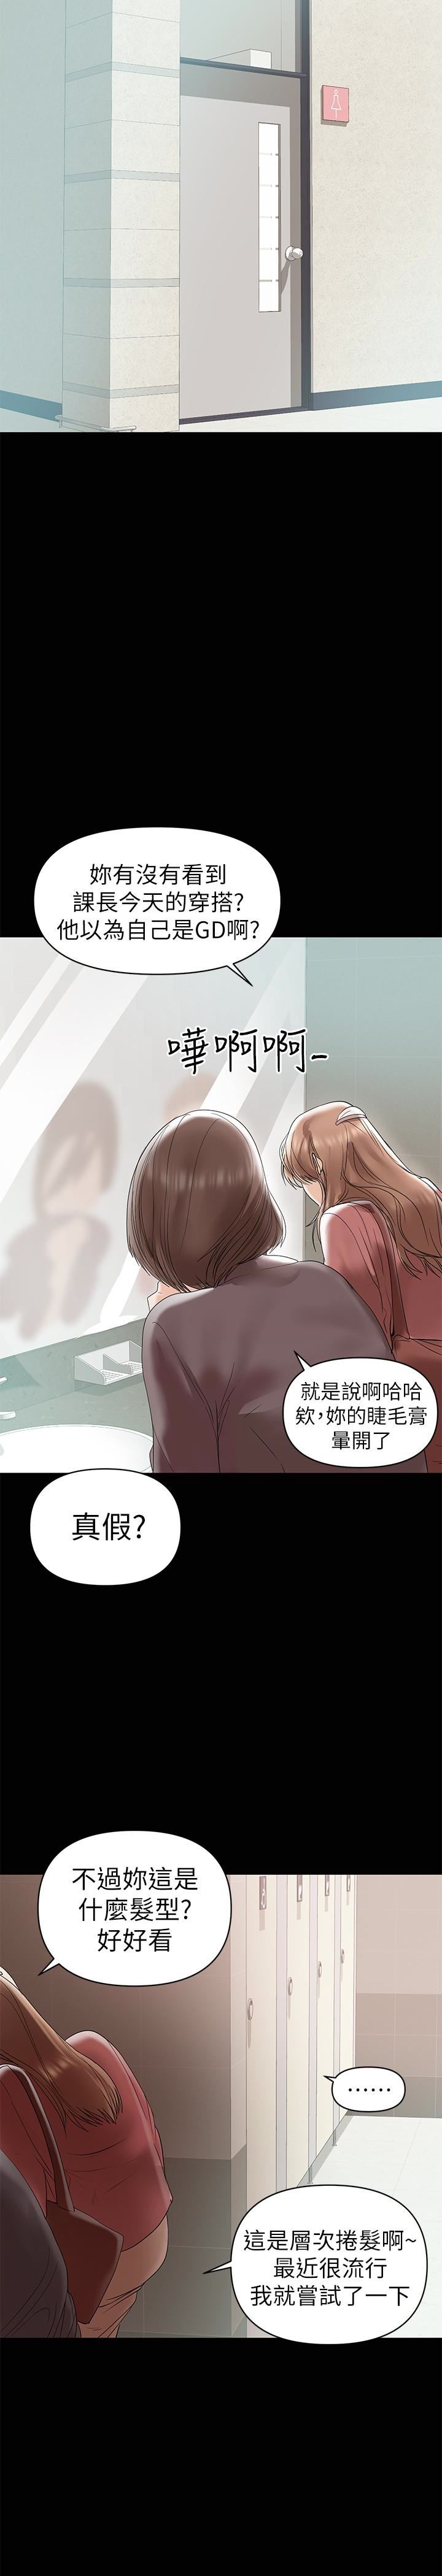 妳有沒有看到
課長今天的穿搭?
他以為自己是GD啊?
嘩啊啊-
就是說啊哈哈
欸,妳的睫毛膏
暈開了
真假?
不過妳這是
什麼髮型?
好好看
⋯⋯
這是層次捲髮啊~
最近很流行
我就嘗試了一下